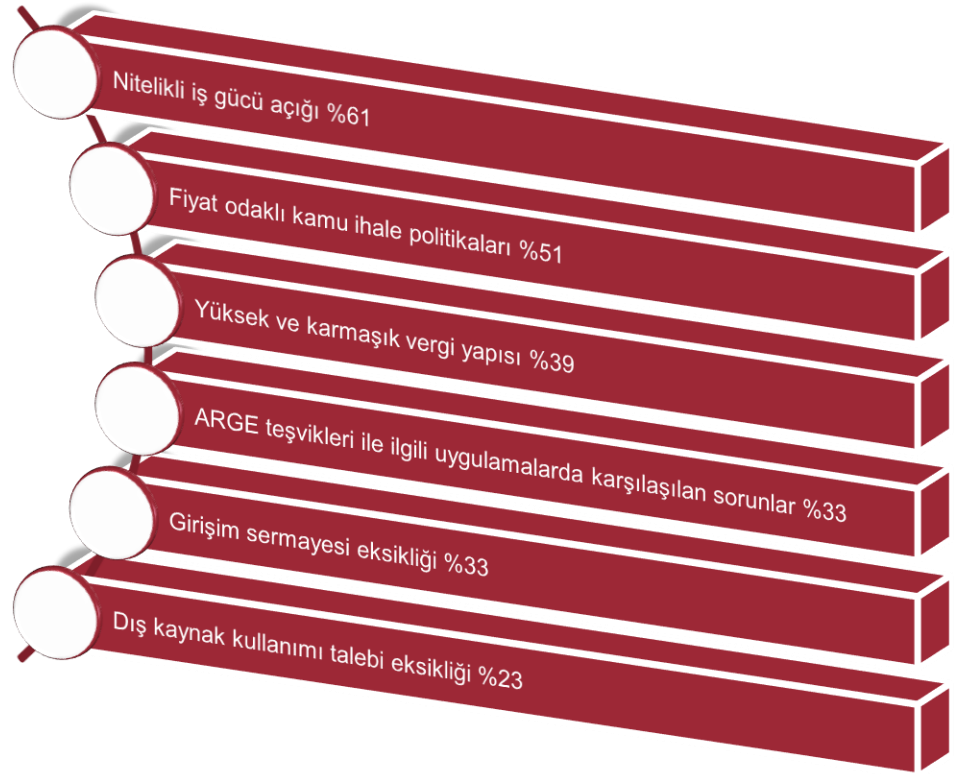 Nitelikli iş gücü açığı %61
Fiyat odaklı kamu ihale politikaları %51
Yüksek ve karmaşık vergi yapısı %39
ARGE teşvikleri ile ilgili uygulamalarda karşılaşılan sorunlar %33
Girişim sermayesi eksikliği %33
Dış kaynak kullanımı talebi eksikliği %23